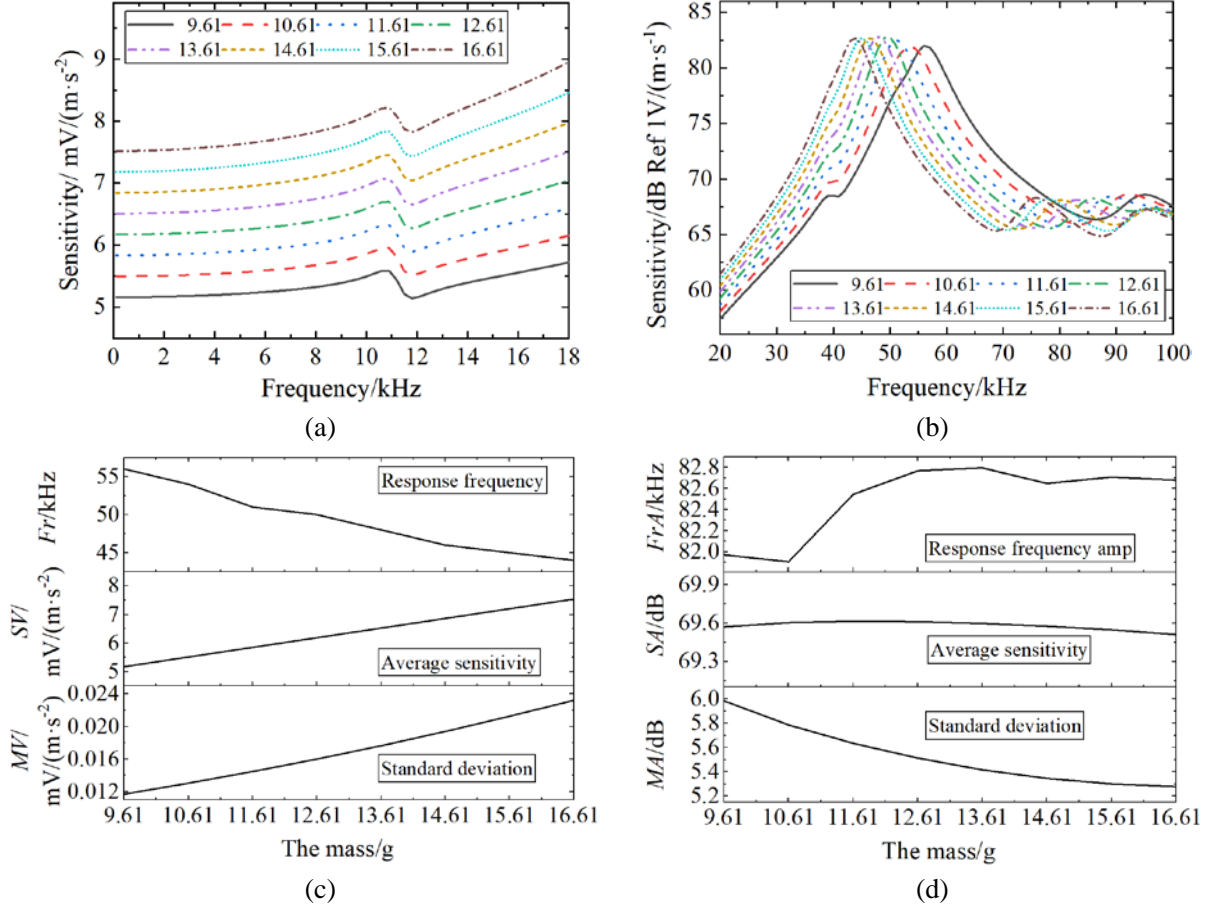 9.61 10.61 11.61 12.61
13.61 14.61 15.61 16.61
Sensitivity/ mV/(m·s⁻²)
9
8
7
6
5
0 2 4 6 8 10 12 14 16 18
Frequency/kHz
(a)
Sensitivity/dB Ref 1V/(m·s⁻¹)
85
80
75
70
65
60
9.61 10.61 11.61 12.61
13.61 14.61 15.61 16.61
20 30 40 50 60 70 80 90 100
Frequency/kHz
(b)
Fr/kHz
55
50
45
Response frequency
SV/
mV/(m·s⁻²)
8
7
6
5
Average sensitivity
MV/
mV/(m·s⁻²)
0.024
0.020
0.016
0.012
Standard deviation
9.61 10.61 11.61 12.61 13.61 14.61 15.61 16.61
The mass/g
(c)
FrA/kHz
82.8
82.6
82.4
82.2
82.0
Response frequency amp
SA/dB
69.9
69.6
69.3
Average sensitivity
MA/dB
6.0
5.8
5.6
5.4
5.2
Standard deviation
9.61 10.61 11.61 12.61 13.61 14.61 15.61 16.61
The mass/g
(d)